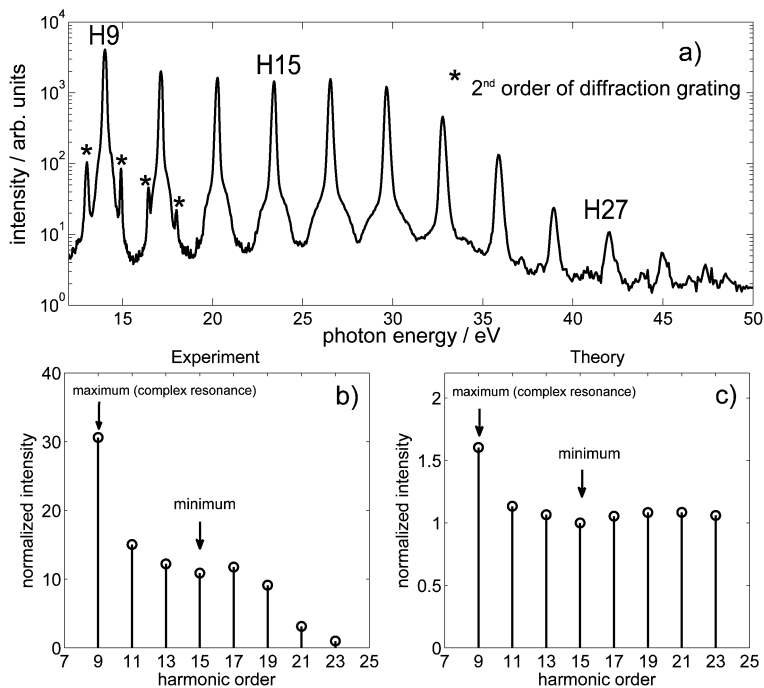 10⁴
10³
10²
10¹
10⁰
intensity / arb. units
H9
H15
a)
* 2nd order of diffraction grating
* * * *
H27
15 20 25 30 35 40 45 50
photon energy / eV
Experiment
40
30
20
10
0
normalized intensity
maximum (complex resonance)
b)
minimum
7 9 11 13 15 17 19 21 23 25
harmonic order
Theory
2
1.5
1
0.5
0
normalized intensity
maximum (complex resonance)
c)
minimum
7 9 11 13 15 17 19 21 23 25
harmonic order